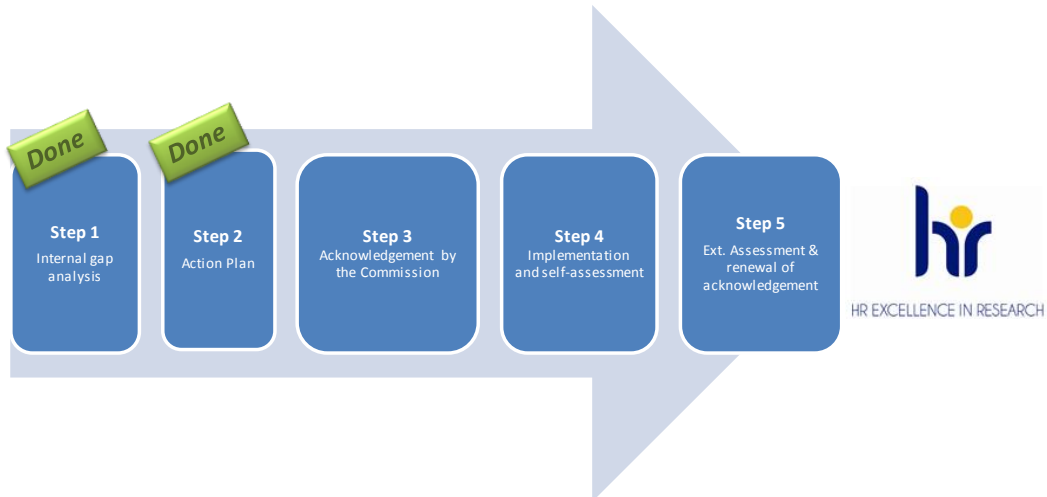 Done
Done
Step 1
Internal gap
analysis
Step 2
Action Plan
Step 3
Acknowledgement by
the Commission
Step 4
Implementation
and self-assessment
Step 5
Ext. Assessment &
renewal of
acknowledgement
hr
HR EXCELLENCE IN RESEARCH